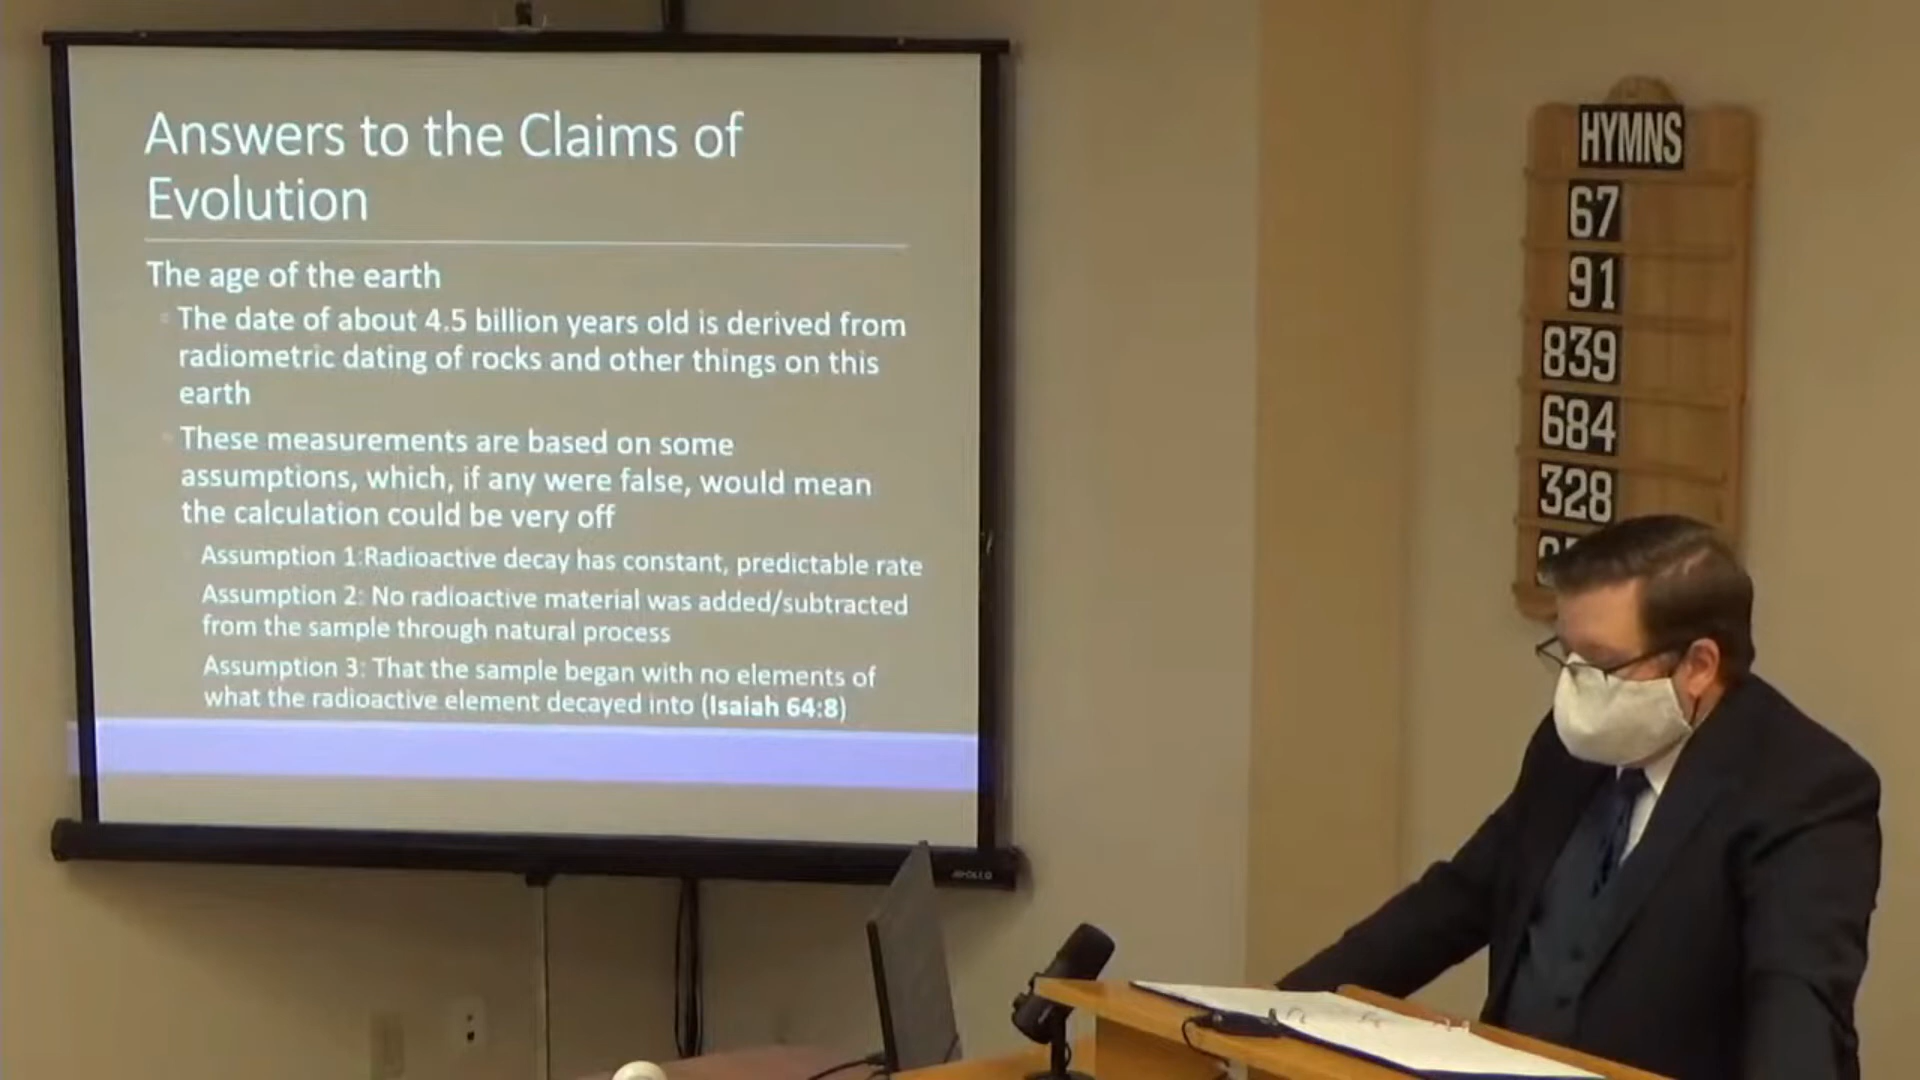 Answers to the Claims of
Evolution
The age of the earth
The date of about 4.5 billion years old is derived from
radiometric dating of rocks and other things on this
earth
These measurements are based on some
assumptions, which, if any were false, would mean
the calculation could be very off
Assumption 1:Radioactive decay has constant, predictable rate
Assumption 2: No radioactive material was added/subtracted
from the sample through natural process
Assumption 3: That the sample began with no elements of
what the radioactive element decayed into (Isaiah 64:8)
APOLLO
HYMNS
67
91
839
684
328